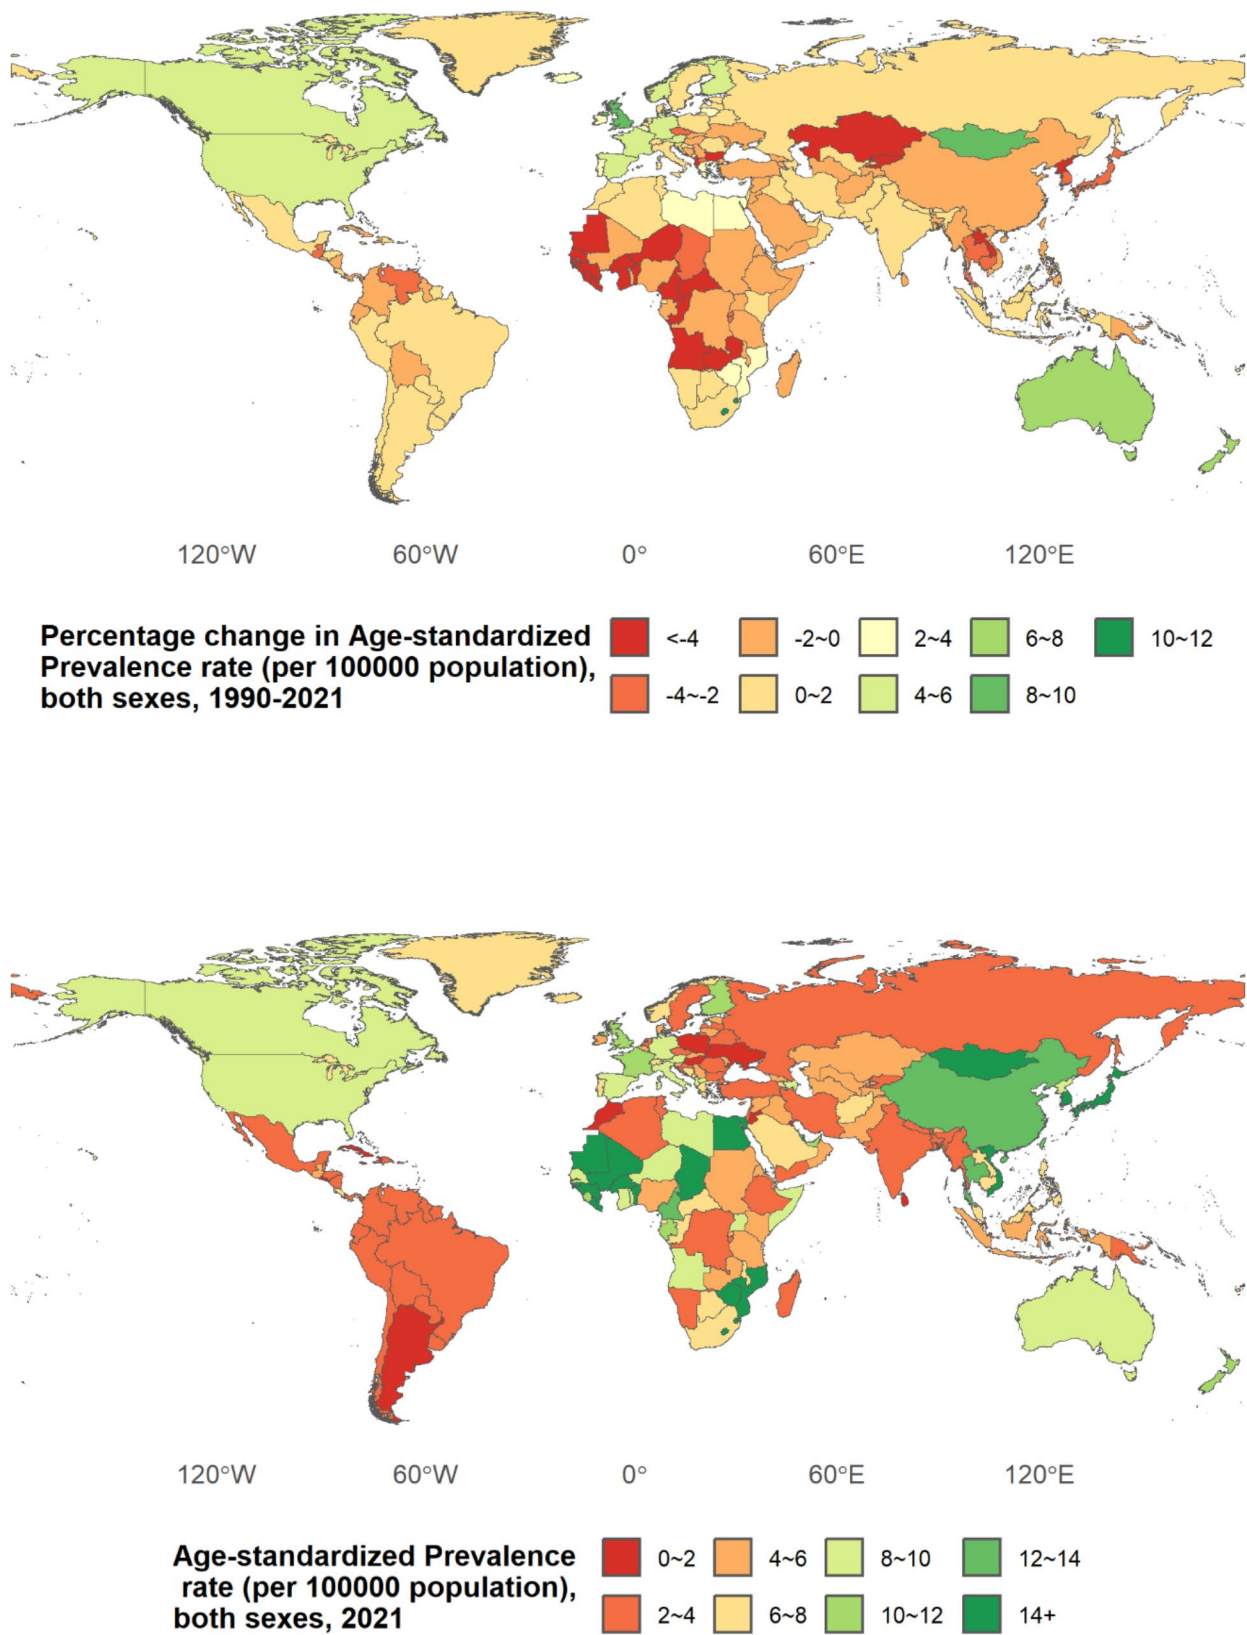 120°W 60°W 0° 60°E 120°E
Percentage change in Age-standardized
Prevalence rate (per 100000 population),
both sexes, 1990-2021
<-4 -2~0 2~4 6~8 10~12
-4~-2 0~2 4~6 8~10
120°W 60°W 0° 60°E 120°E
Age-standardized Prevalence
rate (per 100000 population),
both sexes, 2021
0~2 4~6 8~10 12~14
2~4 6~8 10~12 14+